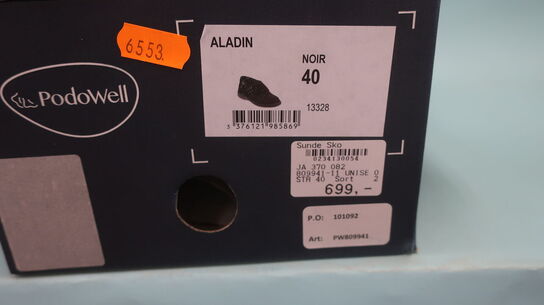 6553
ALADIN
NOIR
40
13328
3 376121 985869
PodoWell
Sunde Sko
0234130054
JA 370 082
809941-11 UNISE 0
STR 40 Sort 2
699,-
P.O: 101092
Art: PW809941